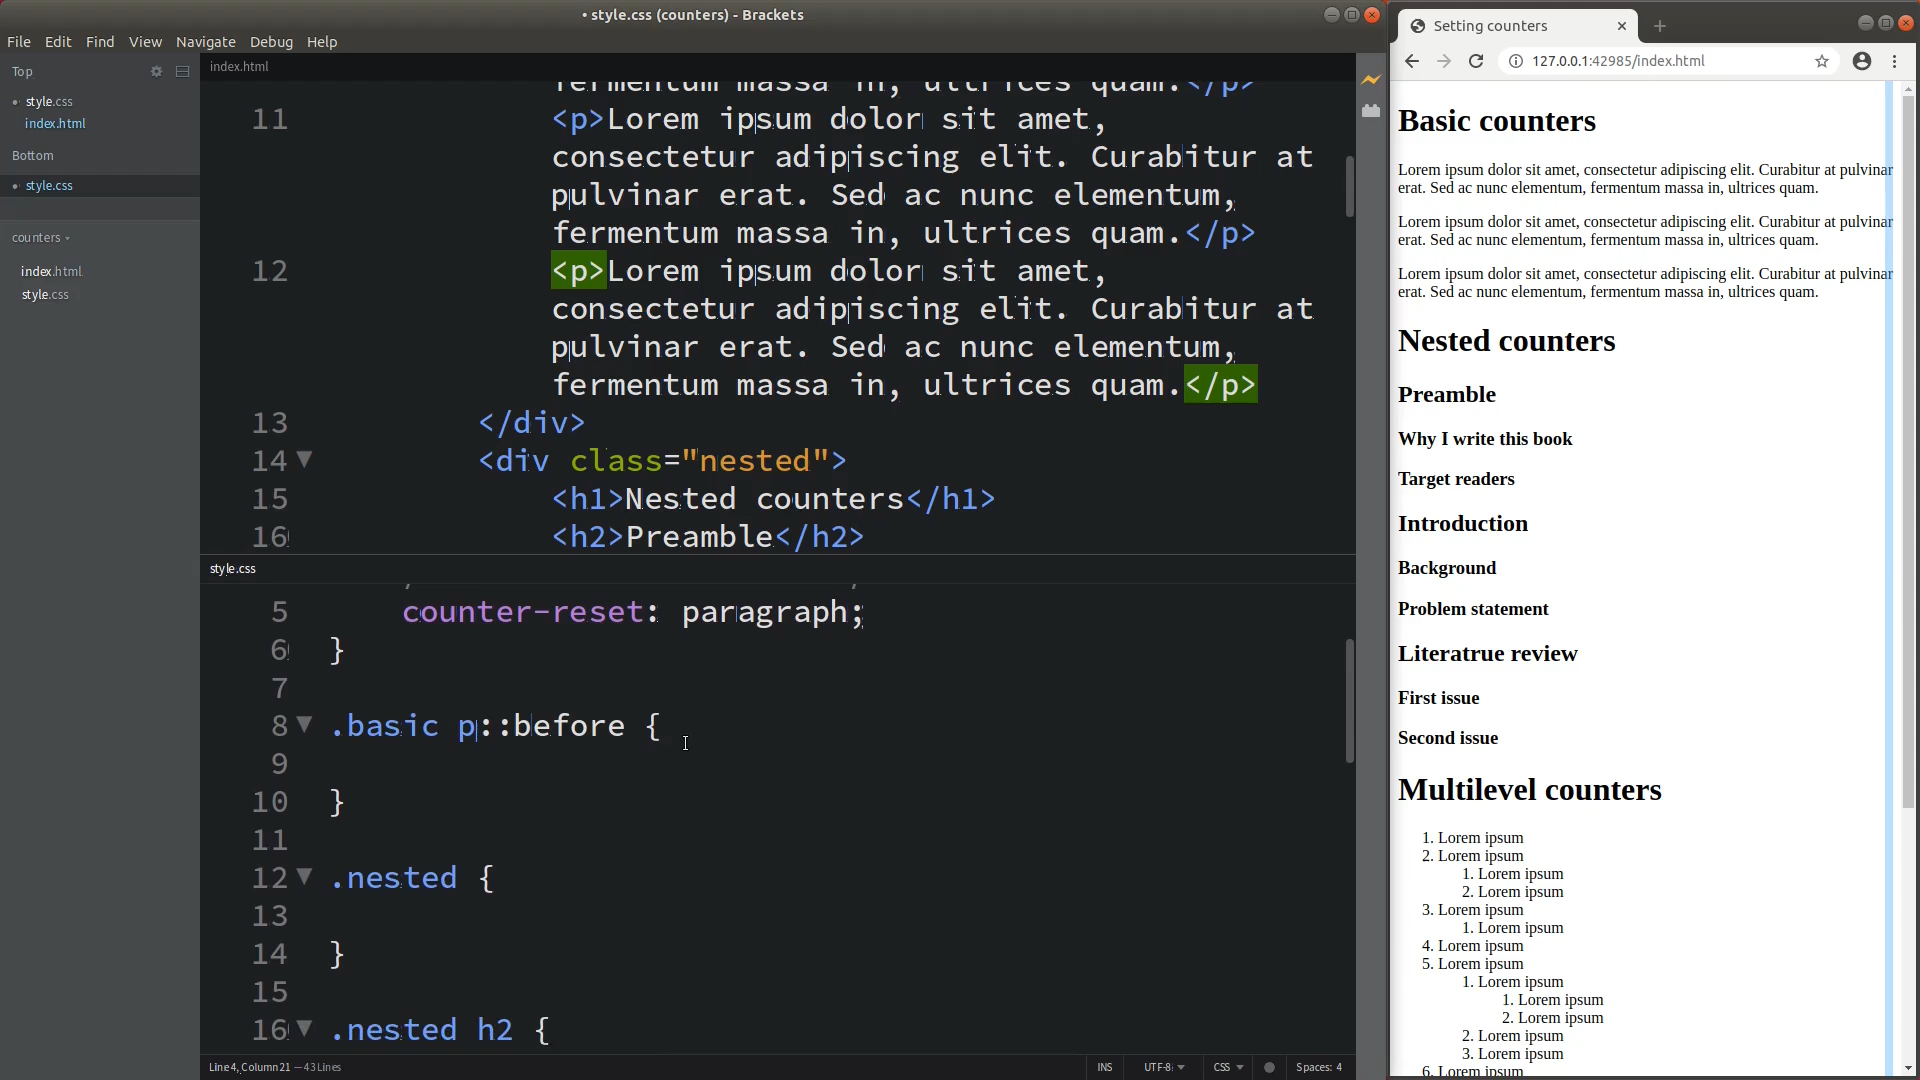 • style.css (counters) - Brackets
File Edit Find View Navigate Debug Help
Top
• style.css
index.html
Bottom
• style.css
counters
index.html
style.css
index.html
fermentum massa in, ultrices quam.</p>
11 <p>Lorem ipsum dolor sit amet,
consectetur adipiscing elit. Curabitur at
pulvinar erat. Sed ac nunc elementum,
fermentum massa in, ultrices quam.</p>
12 <p>Lorem ipsum dolor sit amet,
consectetur adipiscing elit. Curabitur at
pulvinar erat. Sed ac nunc elementum,
fermentum massa in, ultrices quam.</p>
13 </div>
14 <div class="nested">
15 <h1>Nested counters</h1>
16 <h2>Preamble</h2>
style.css
5 counter-reset: paragraph;
6 }
7
8 .basic p::before {
9
10 }
11
12 .nested {
13
14 }
15
16 .nested h2 {
Line 4, Column 21 — 43 Lines
INS UTF-8 CSS Spaces: 4
Setting counters
127.0.0.1:42985/index.html
Basic counters
Lorem ipsum dolor sit amet, consectetur adipiscing elit. Curabitur at pulvinar
erat. Sed ac nunc elementum, fermentum massa in, ultrices quam.
Lorem ipsum dolor sit amet, consectetur adipiscing elit. Curabitur at pulvinar
erat. Sed ac nunc elementum, fermentum massa in, ultrices quam.
Lorem ipsum dolor sit amet, consectetur adipiscing elit. Curabitur at pulvinar
erat. Sed ac nunc elementum, fermentum massa in, ultrices quam.
Nested counters
Preamble
Why I write this book
Target readers
Introduction
Background
Problem statement
Literatrue review
First issue
Second issue
Multilevel counters
1. Lorem ipsum
2. Lorem ipsum
1. Lorem ipsum
2. Lorem ipsum
3. Lorem ipsum
1. Lorem ipsum
4. Lorem ipsum
5. Lorem ipsum
1. Lorem ipsum
1. Lorem ipsum
2. Lorem ipsum
2. Lorem ipsum
3. Lorem ipsum
6. Lorem ipsum